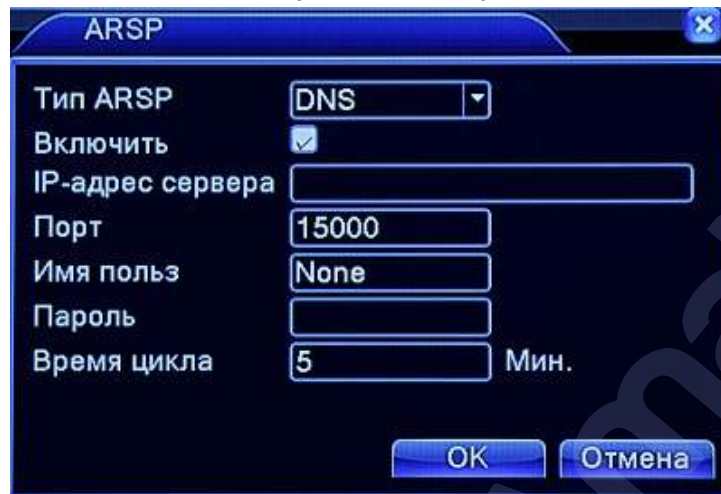 ARSP
Тип ARSP DNS
Включить
IP-адрес сервера
Порт 15000
Имя польз None
Пароль
Время цикла 5 Мин.
OK Отмена